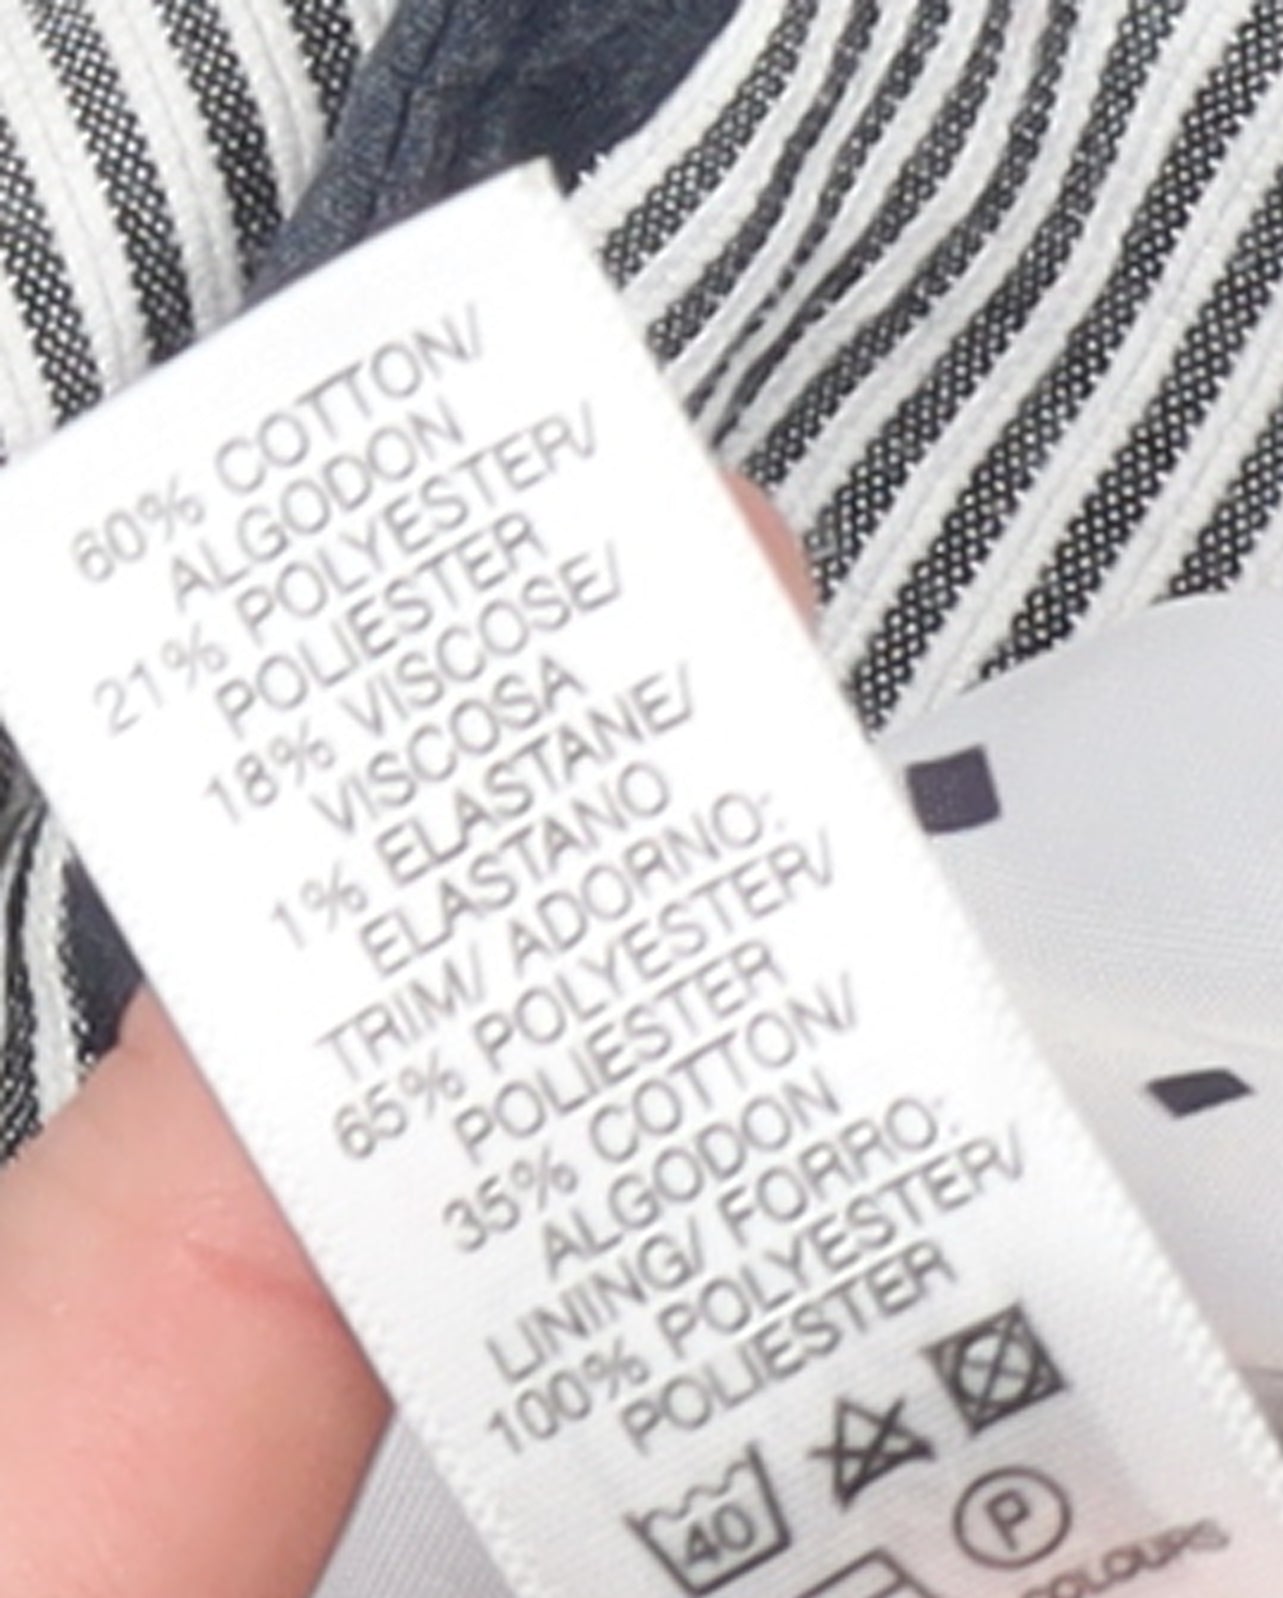 60% COTTON/
ALGODON
21% POLYESTER/
POLIESTER
18% VISCOSE/
VISCOSA
1% ELASTANE/
ELASTANO
TRIM/ ADORNO:
65% POLYESTER/
POLIESTER
35% COTTON/
ALGODON
LINING/ FORRO:
100% POLYESTER/
POLIESTER
40
P
COLOURS